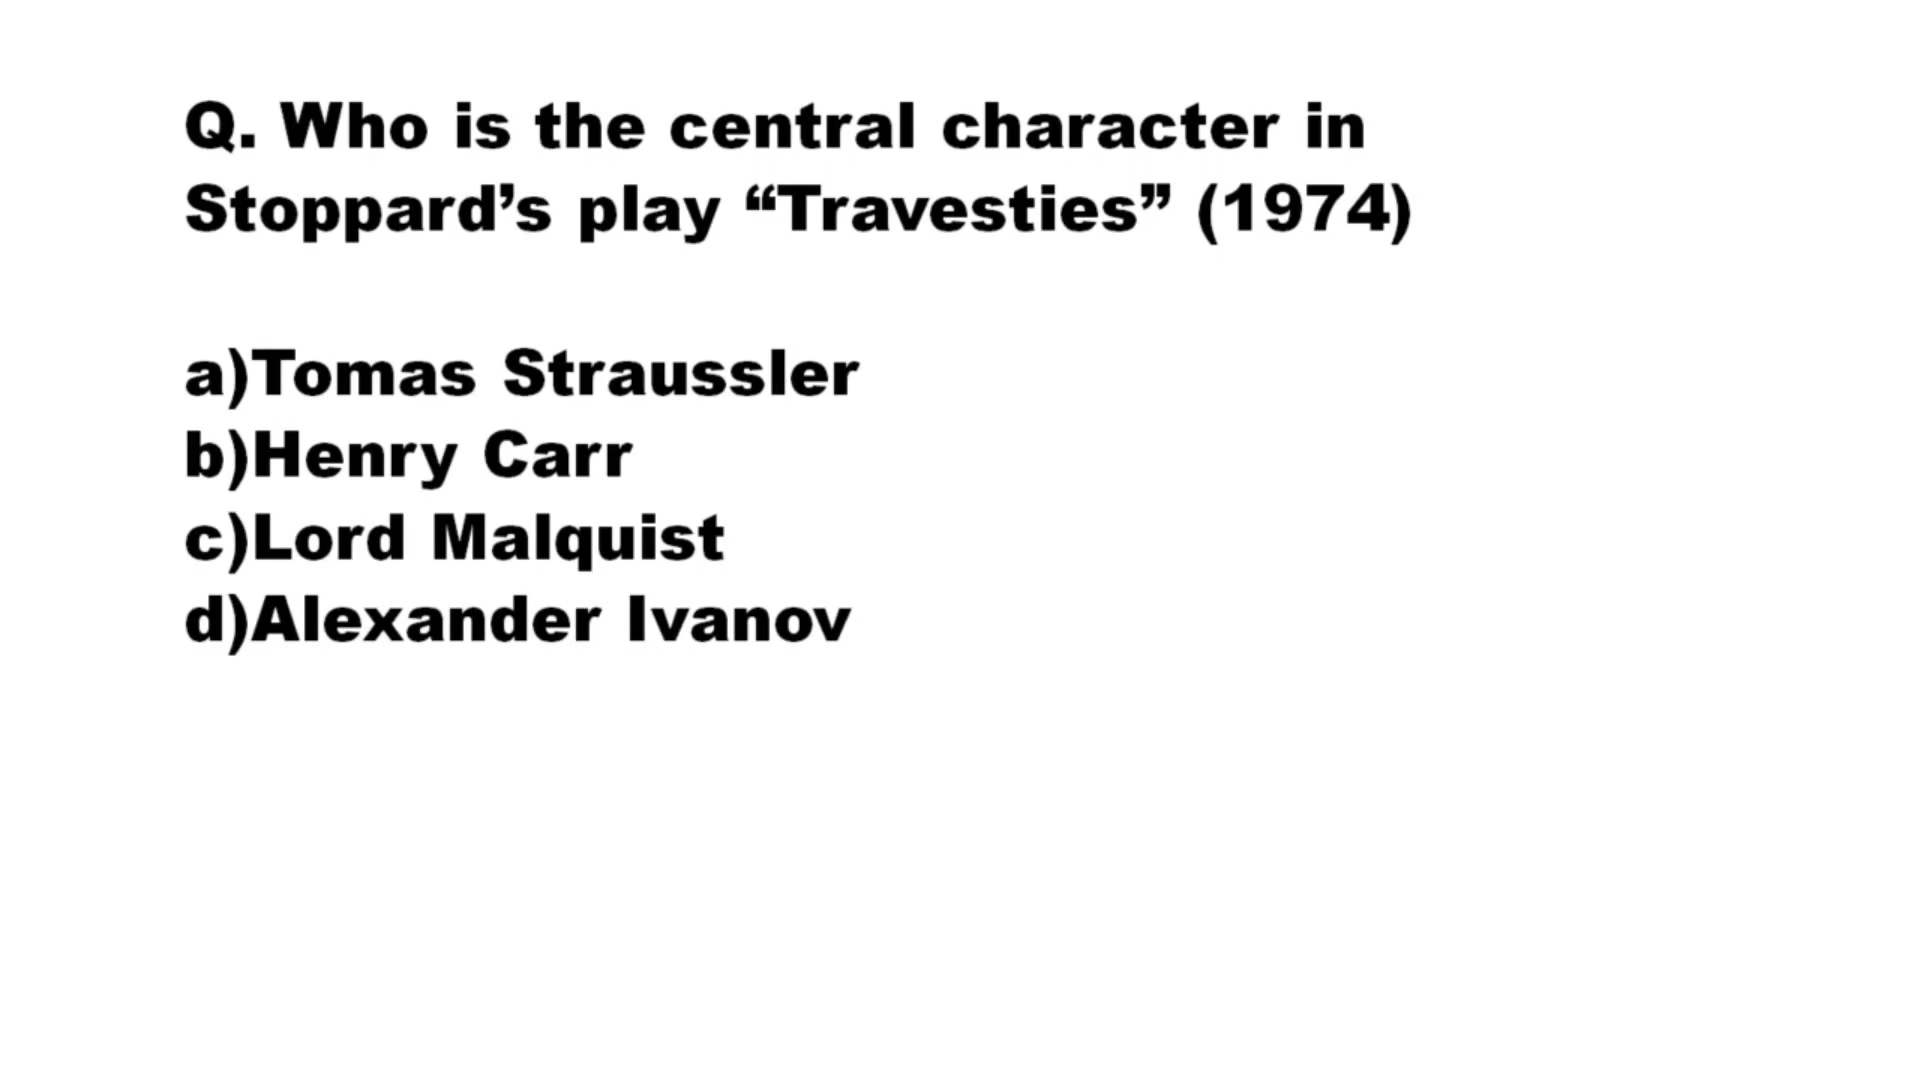 Q. Who is the central character in
Stoppard’s play “Travesties” (1974)
a)Tomas Straussler
b)Henry Carr
c)Lord Malquist
d)Alexander Ivanov